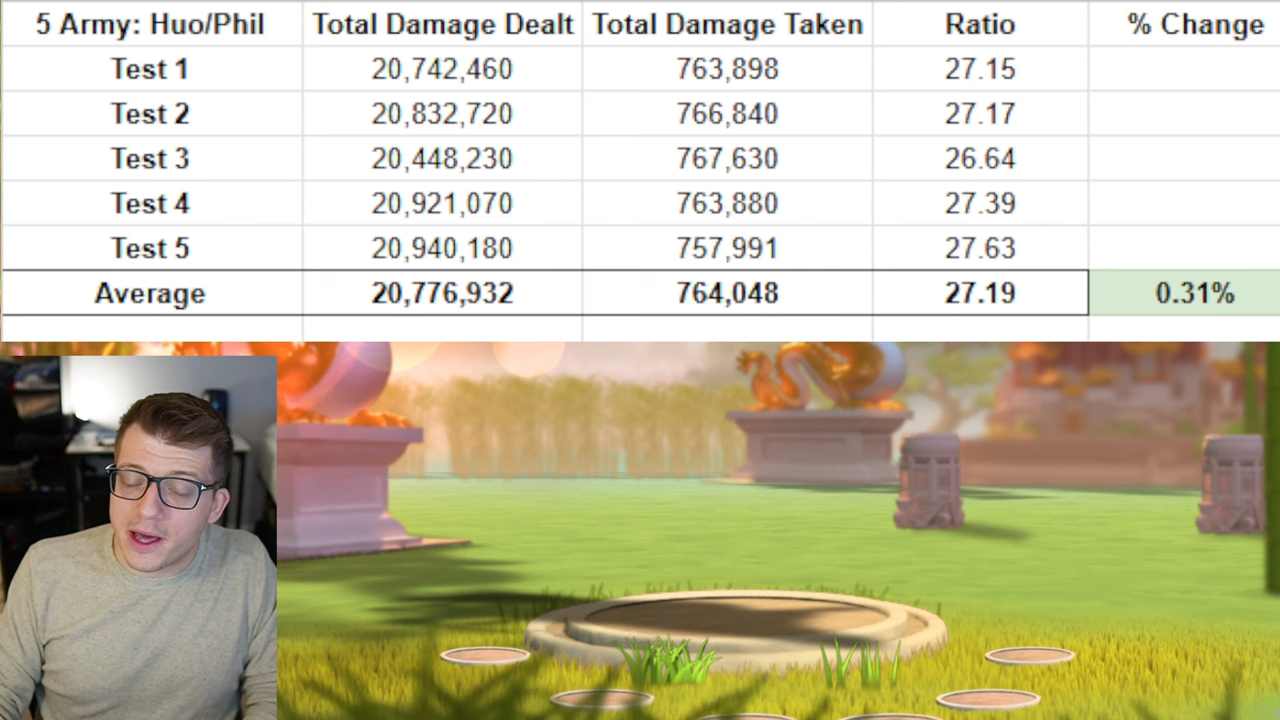 5 Army: Huo/Phil Total Damage Dealt Total Damage Taken Ratio % Change
Test 1 20,742,460 763,898 27.15
Test 2 20,832,720 766,840 27.17
Test 3 20,448,230 767,630 26.64
Test 4 20,921,070 763,880 27.39
Test 5 20,940,180 757,991 27.63
Average 20,776,932 764,048 27.19 0.31%